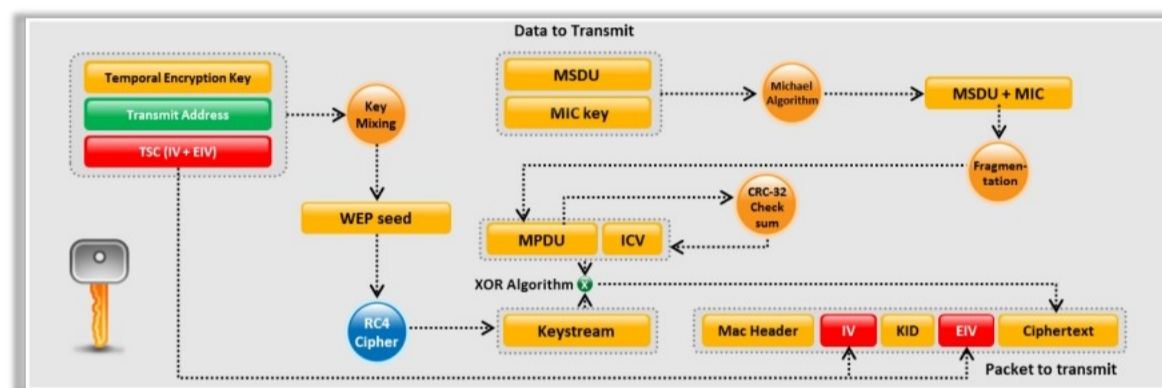 Data to Transmit
Temporal Encryption Key
Transmit Address
TSC (IV + EIV)
Key
Mixing
MSDU
MIC key
Michael
Algorithm
MSDU + MIC
Fragmen-
tation
CRC-32
Check
sum
WEP seed
MPDU
ICV
XOR Algorithm
X
RC4
Cipher
Keystream
Mac Header
IV
KID
EIV
Ciphertext
Packet to transmit